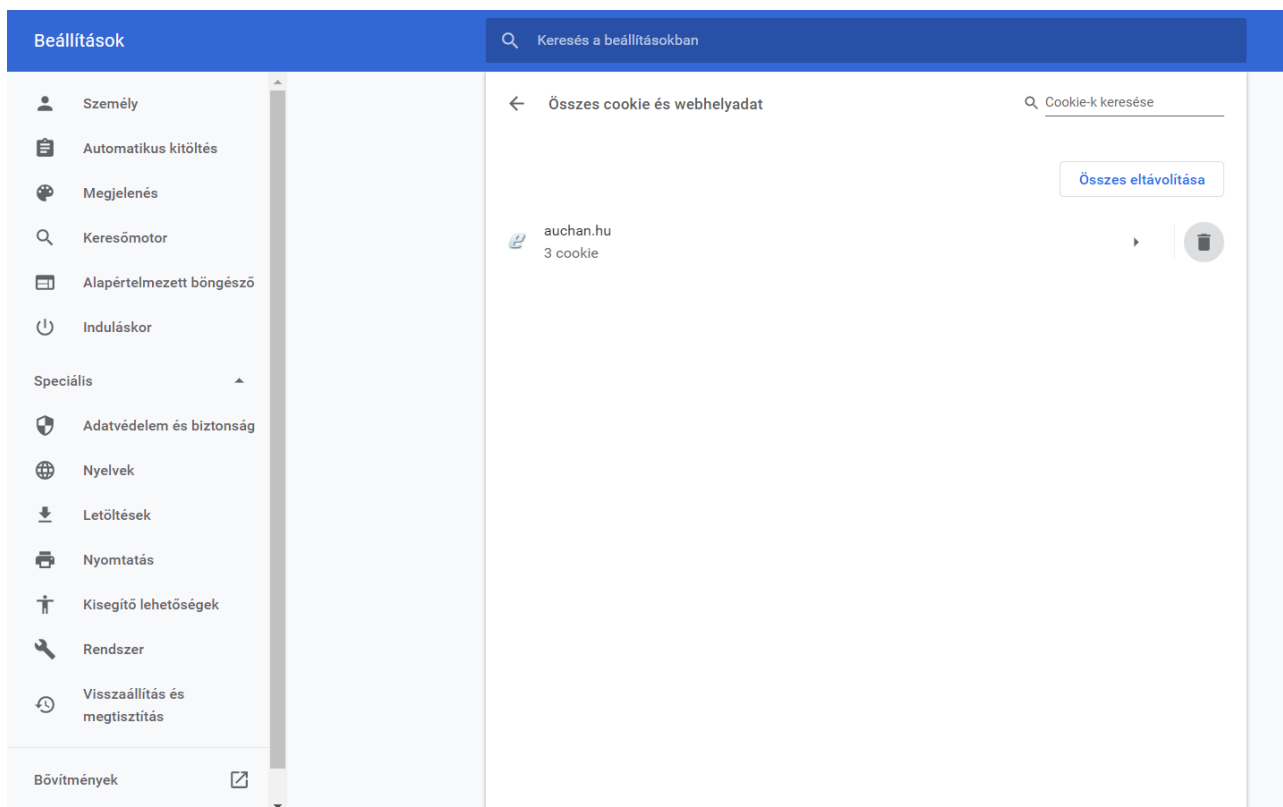 Beállítások
Keresés a beállításokban
Személy
Automatikus kitöltés
Megjelenés
Keresőmotor
Alapértelmezett böngésző
Induláskor
Speciális
Adatvédelem és biztonság
Nyelvek
Letöltések
Nyomtatás
Kisegítő lehetőségek
Rendszer
Visszaállítás és
megtisztítás
Bővítmények
Összes cookie és webhelyadat
Cookie-k keresése
Összes eltávolítása
auchan.hu
3 cookie